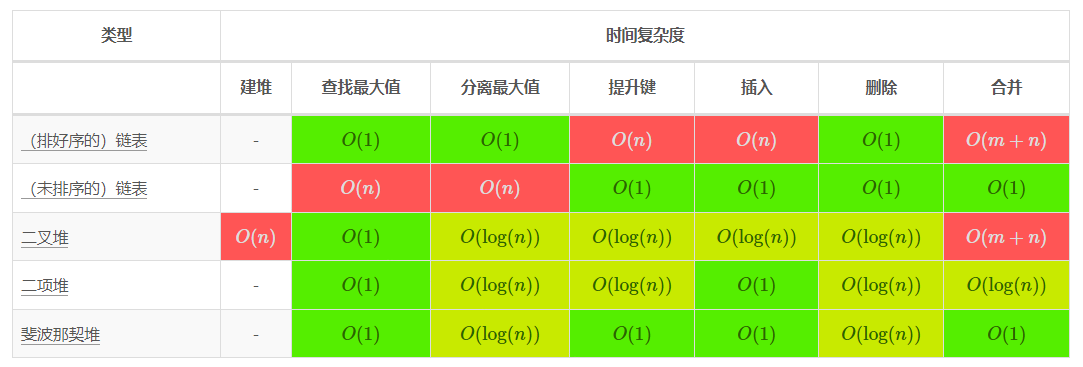 类型 时间复杂度
建堆 查找最大值 分离最大值 提升键 插入 删除 合并
（排好序的）链表 - O(1) O(1) O(n) O(n) O(1) O(m + n)
（未排序的）链表 - O(n) O(n) O(1) O(1) O(1) O(1)
二叉堆 O(n) O(1) O(log(n)) O(log(n)) O(log(n)) O(log(n)) O(m + n)
二项堆 - O(1) O(log(n)) O(log(n)) O(1) O(log(n)) O(log(n))
斐波那契堆 - O(1) O(log(n)) O(1) O(1) O(log(n)) O(1)